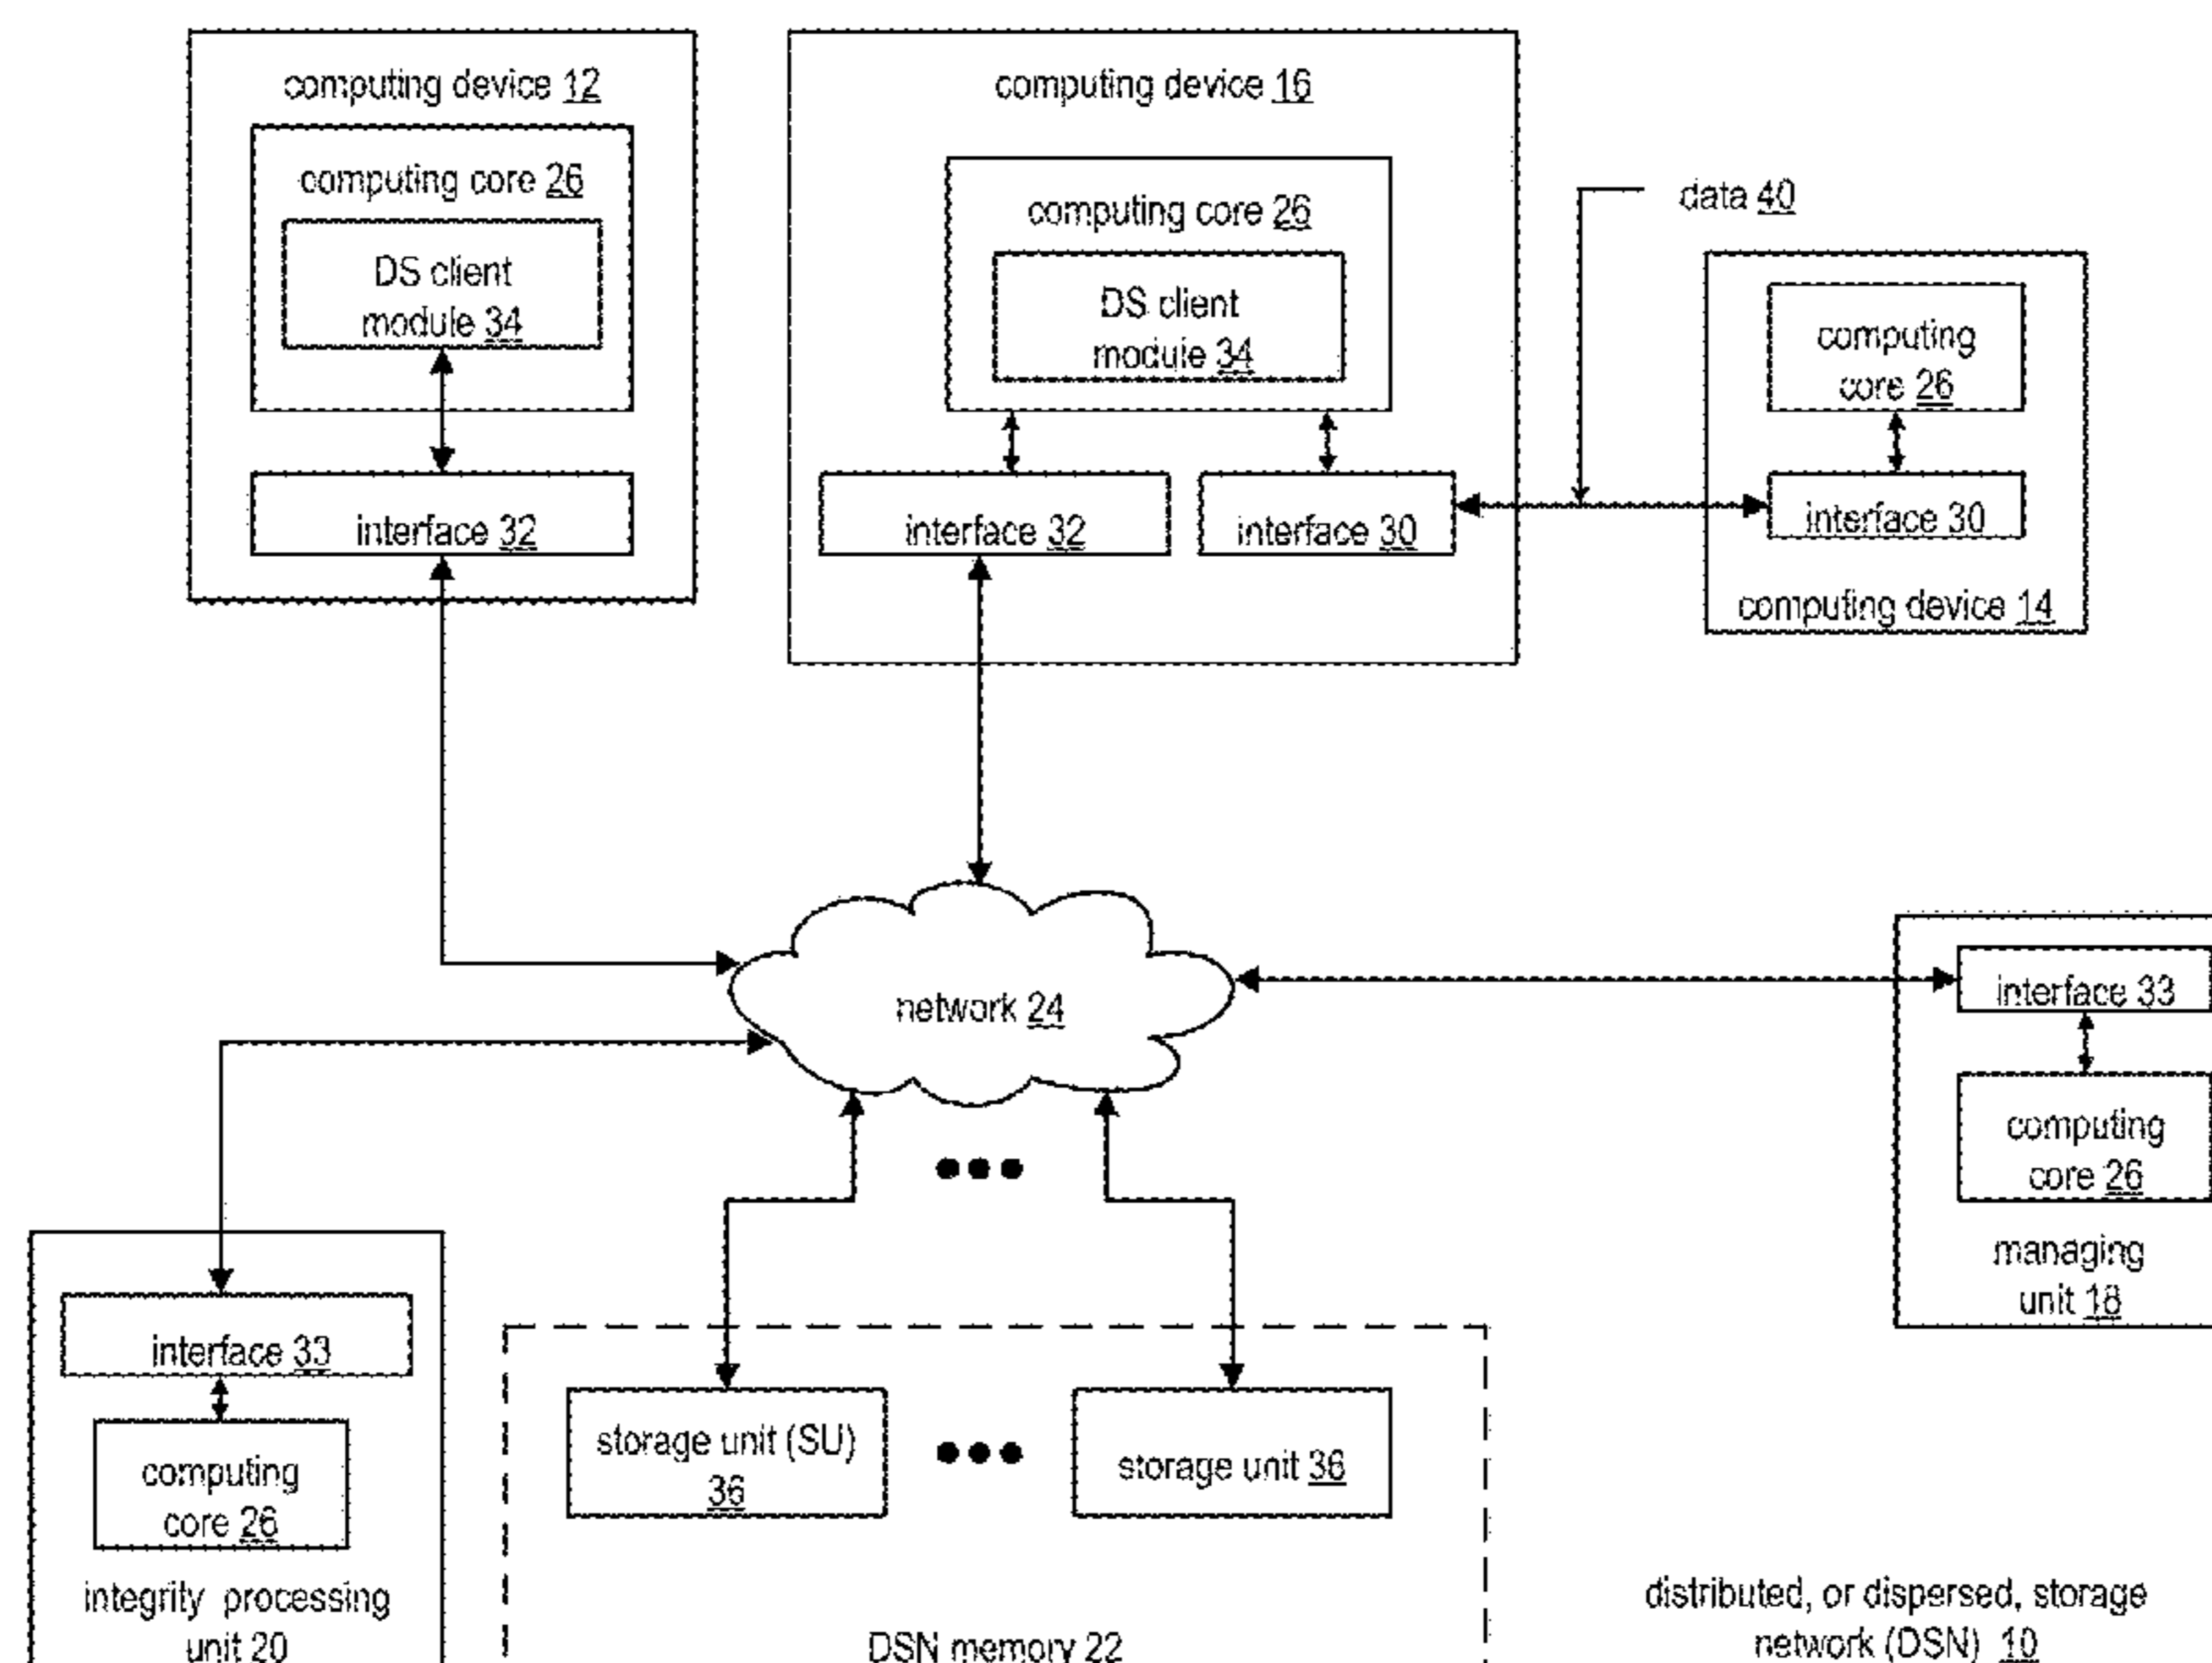 computing device 12
computing core 26
DS client
module 34
interface 32
computing device 16
computing core 26
DS client
module 34
interface 32
interface 30
data 40
computing
core 26
interface 30
computing device 14
network 24
interface 33
computing
core 26
managing
unit 18
interface 33
computing
core 26
integrity processing
unit 20
storage unit (SU)
36
storage unit 36
DSN memory 22
distributed, or dispersed, storage
network (DSN) 10